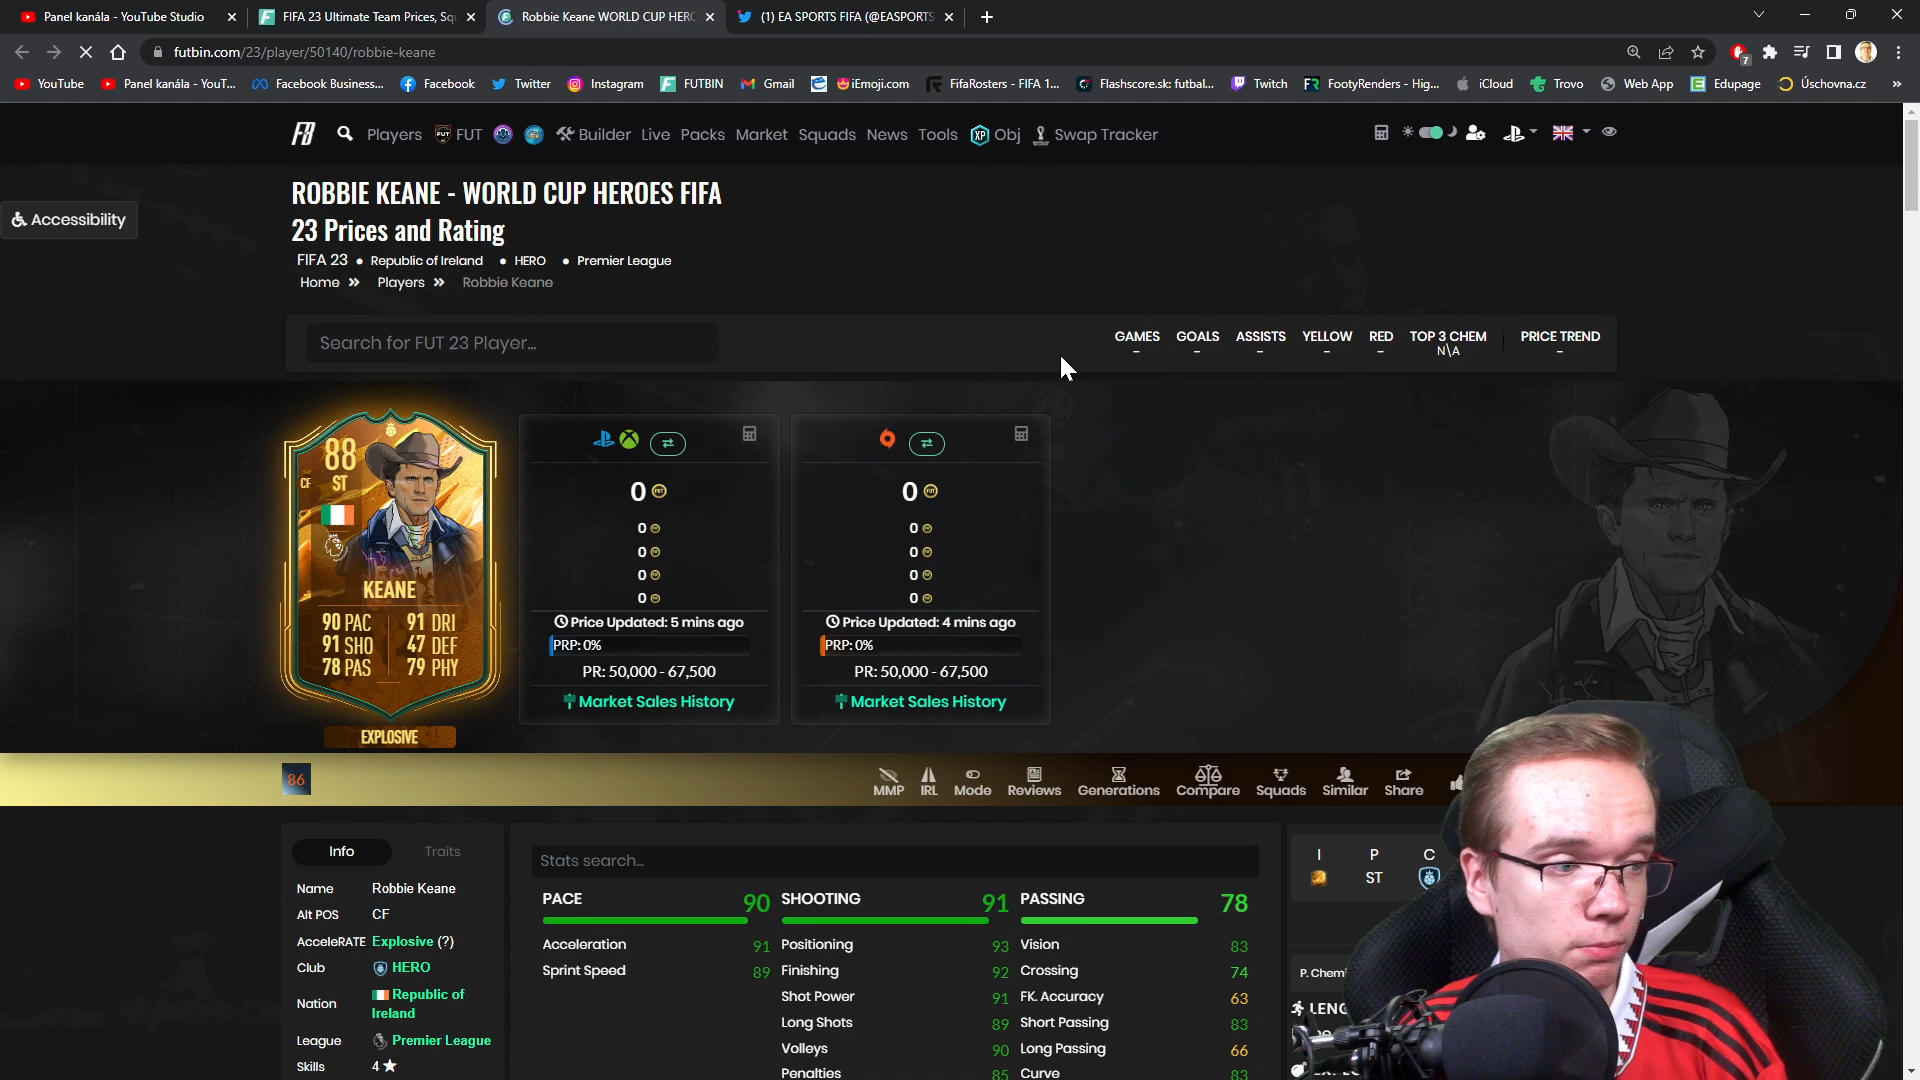 Panel kanála - YouTube Studio
FIFA 23 Ultimate Team Prices, Sq
Robbie Keane WORLD CUP HERO
(1) EA SPORTS FIFA (@EASPORTS
futbin.com/23/player/50140/robbie-keane
7
YouTube
Panel kanála - YouT...
Facebook Business...
Facebook
Twitter
Instagram
FUTBIN
Gmail
iEmoji.com
FifaRosters - FIFA 1...
Flashscore.sk: futbal...
Twitch
FootyRenders - Hig...
iCloud
Trovo
Web App
Edupage
Úschovna.cz
Players FUT Builder Live Packs Market Squads News Tools XP Obj Swap Tracker
ROBBIE KEANE - WORLD CUP HEROES FIFA
23 Prices and Rating
Accessibility
FIFA 23 • Republic of Ireland • HERO • Premier League
Home » Players » Robbie Keane
Search for FUT 23 Player...
GAMES GOALS ASSISTS YELLOW RED TOP 3 CHEM PRICE TREND
- - - - - N\A -
88
CF ST
KEANE
90 PAC 91 DRI
91 SHO 47 DEF
78 PAS 79 PHY
EXPLOSIVE
0
0
0
0
0
Price Updated: 5 mins ago
PRP: 0%
PR: 50,000 - 67,500
Market Sales History
0
0
0
0
0
Price Updated: 4 mins ago
PRP: 0%
PR: 50,000 - 67,500
Market Sales History
86
MMP IRL Mode Reviews Generations Compare Squads Similar Share
Info Traits
Name Robbie Keane
Alt POS CF
AcceleRATE Explosive (?)
Club HERO
Nation Republic of
Ireland
League Premier League
Skills 4★
Stats search...
PACE 90
Acceleration 91
Sprint Speed 89
SHOOTING 91
Positioning 93
Finishing 92
Shot Power 91
Long Shots 89
Volleys 90
Penalties 85
PASSING 78
Vision 83
Crossing 74
FK. Accuracy 63
Short Passing 83
Long Passing 66
Curve 83
I P C
ST
P. Chemi
LENG